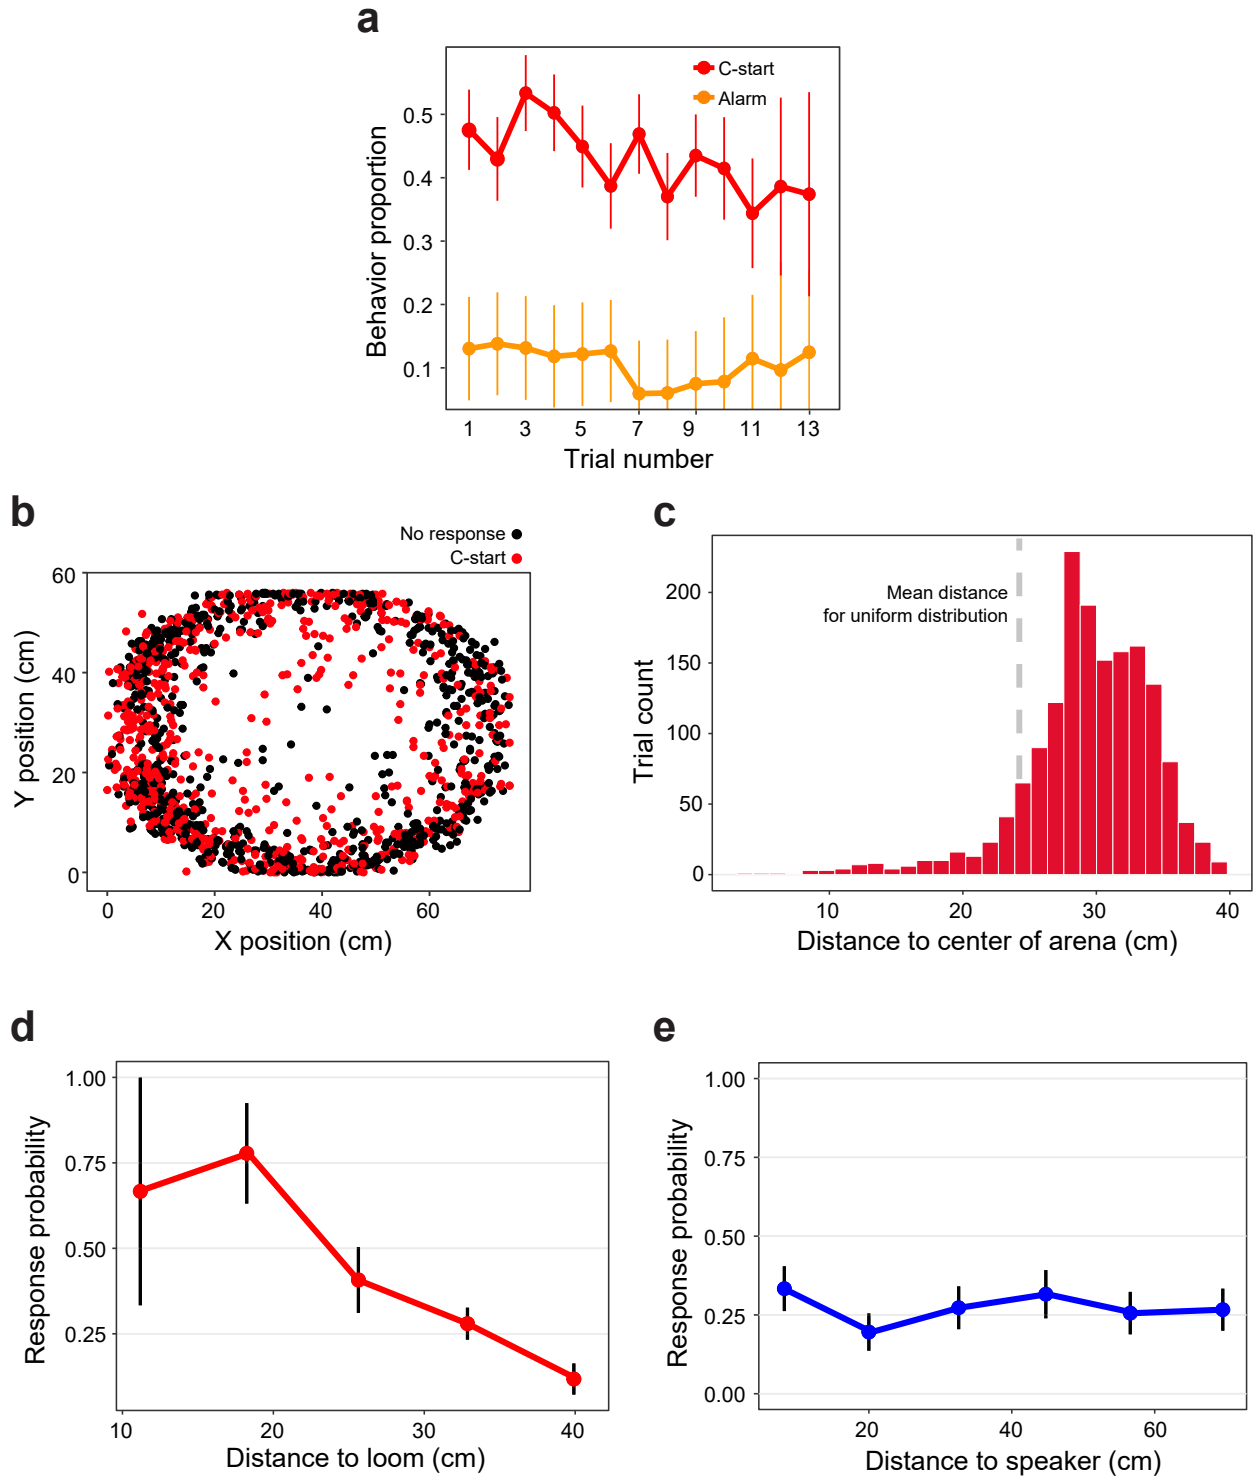 a
C-start
Alarm
0.5
0.4
0.3
0.2
0.1
Behavior proportion
1 3 5 7 9 11 13
Trial number
b
No response
C-start
60
40
20
0
Y position (cm)
0 20 40 60
X position (cm)
c
Mean distance
for uniform distribution
200
150
100
50
0
Trial count
10 20 30 40
Distance to center of arena (cm)
d
1.00
0.75
0.50
0.25
Response probability
10 20 30 40
Distance to loom (cm)
e
1.00
0.75
0.50
0.25
0.00
Response probability
20 40 60
Distance to speaker (cm)